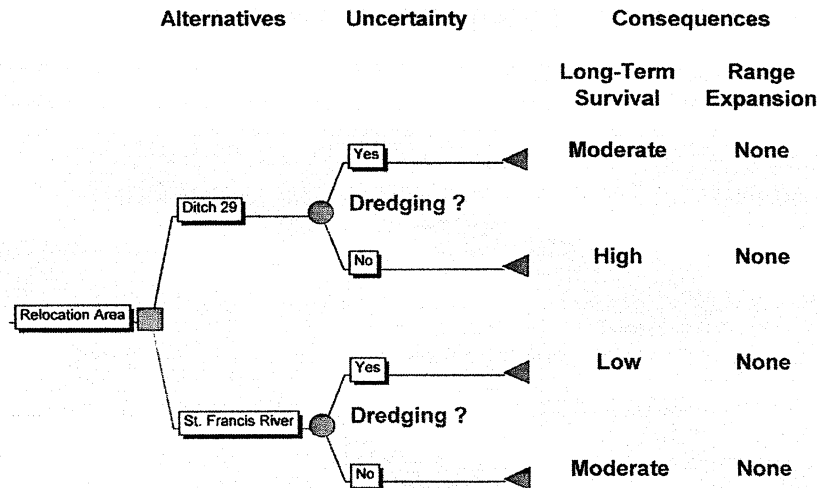 Alternatives Uncertainty Consequences
Long-Term Range
Survival Expansion
Yes Moderate None
Ditch 29 Dredging ?
No High None
Relocation Area
Yes Low None
St. Francis River Dredging ?
No Moderate None